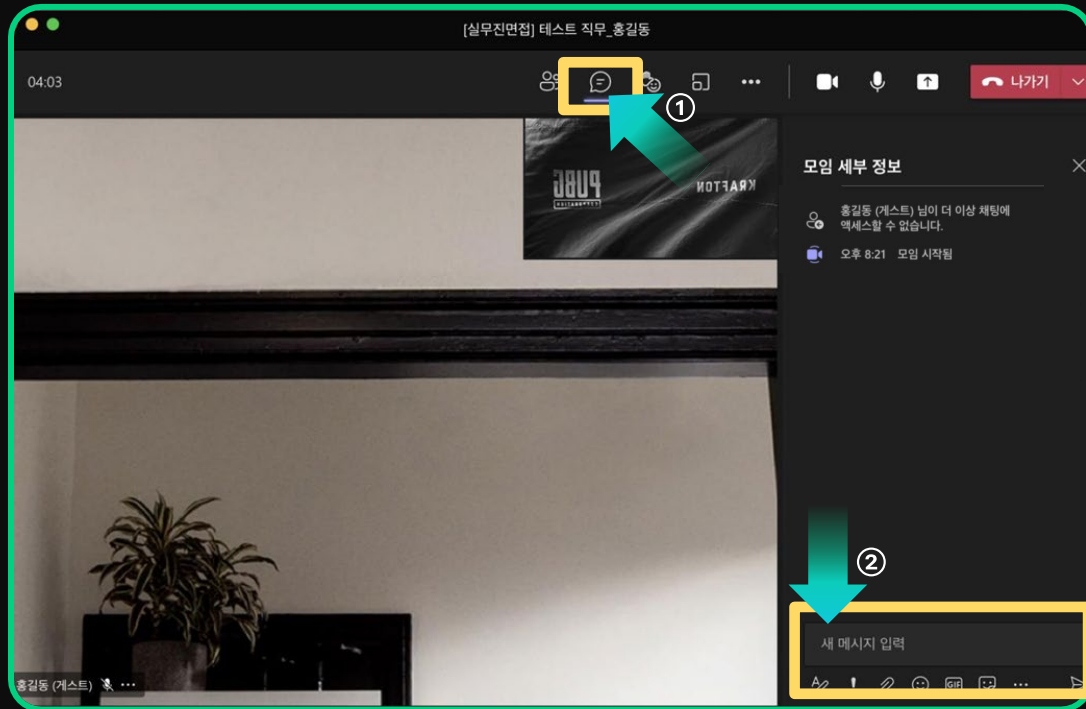 [실무진면접] 테스트 직무_홍길동
04:03
나가기
①
PUBG
CORPORATION
KRAFTON
모임 세부 정보
홍길동 (게스트) 님이 더 이상 채팅에
액세스할 수 없습니다.
오후 8:21 모임 시작됨
②
새 메시지 입력
GIF
홍길동 (게스트)